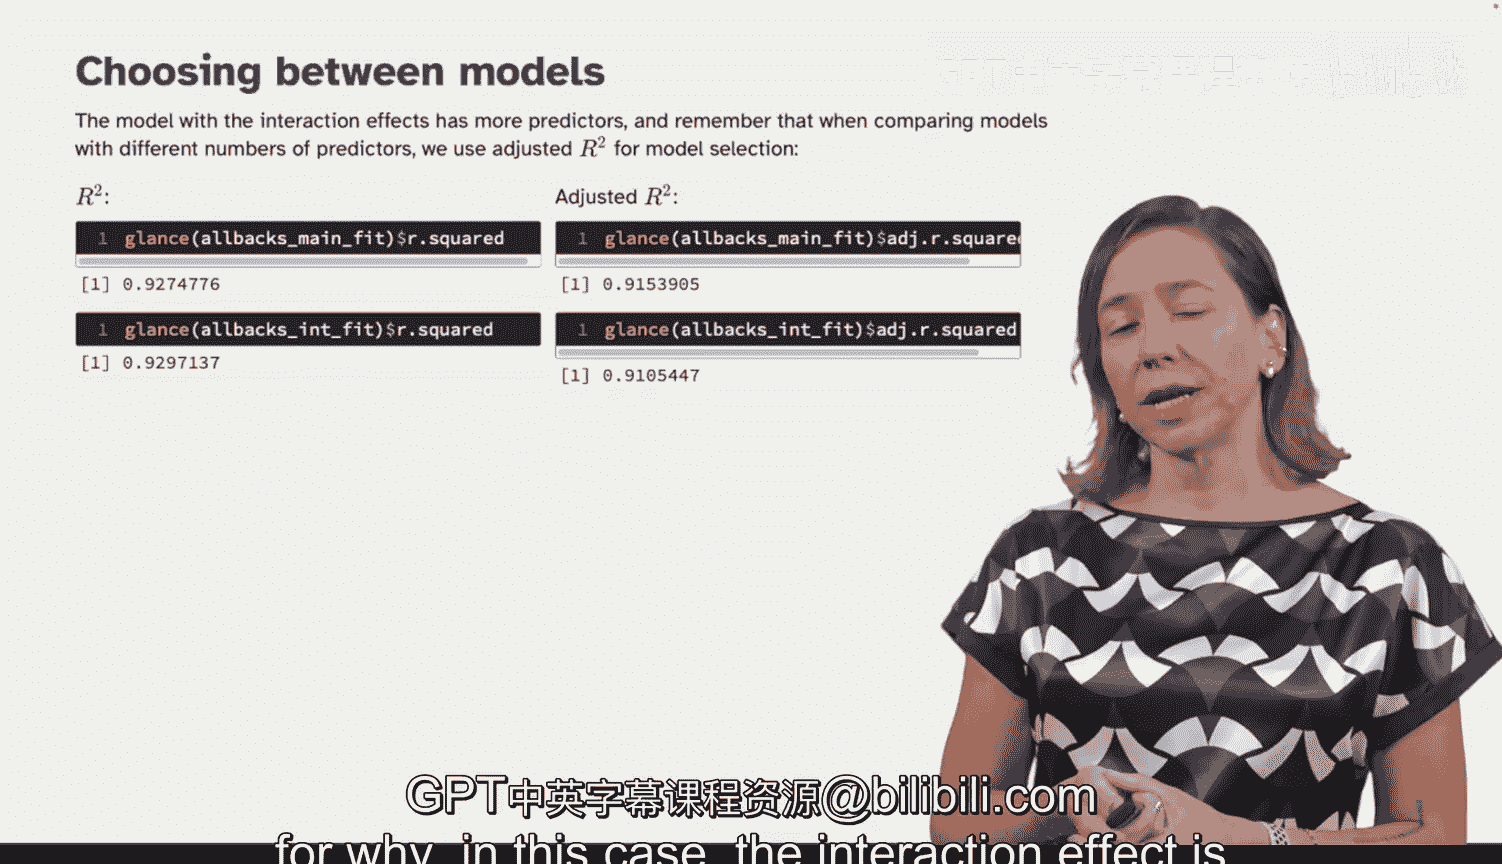 Choosing between models
The model with the interaction effects has more predictors, and remember that when comparing models
with different numbers of predictors, we use adjusted R² for model selection:
R²:
1 glance(allbacks_main_fit)$r.squared
[1] 0.9274776
1 glance(allbacks_int_fit)$r.squared
[1] 0.9297137
Adjusted R²:
1 glance(allbacks_main_fit)$adj.r.square
[1] 0.9153905
1 glance(allbacks_int_fit)$adj.r.squared
[1] 0.9105447
GPT中英字幕课程资源@bilibili.com
for why, in this case, the interaction effect is